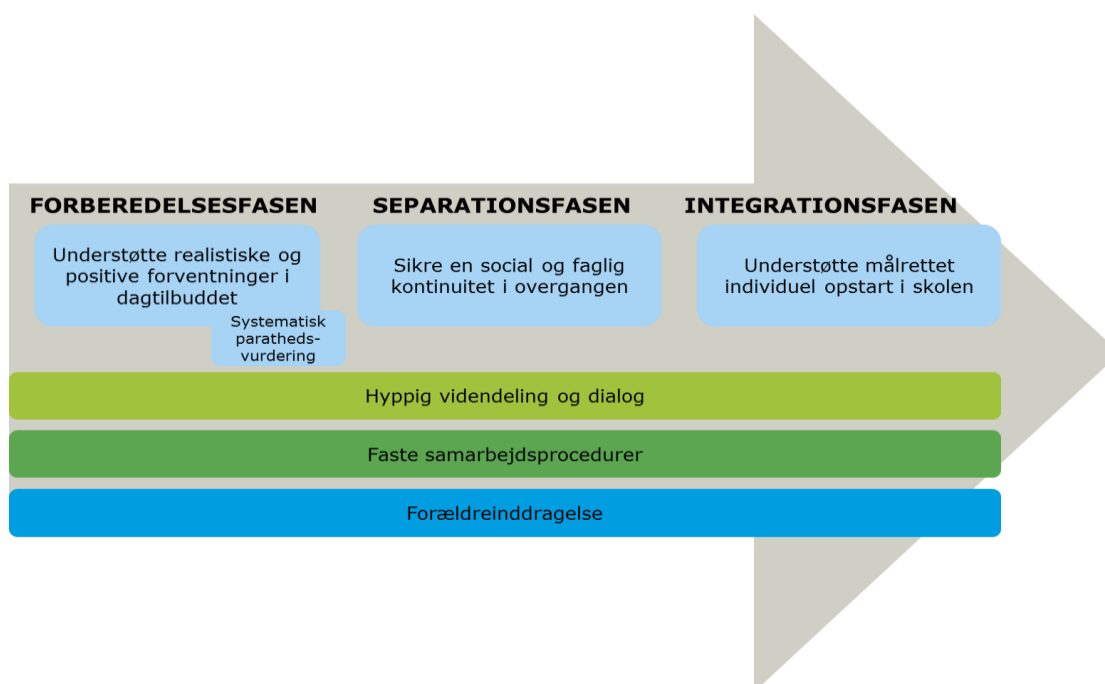 FORBEREDELSESFASEN
Understøtte realistiske og
positive forventninger i
dagtilbuddet
Systematisk
paratheds-
vurdering
SEPARATIONSFASEN
Sikre en social og faglig
kontinuitet i overgangen
INTEGRATIONSFASEN
Understøtte målrettet
individuel opstart i skolen
Hyppig videndeling og dialog
Faste samarbejdsprocedurer
Forældreinddragelse